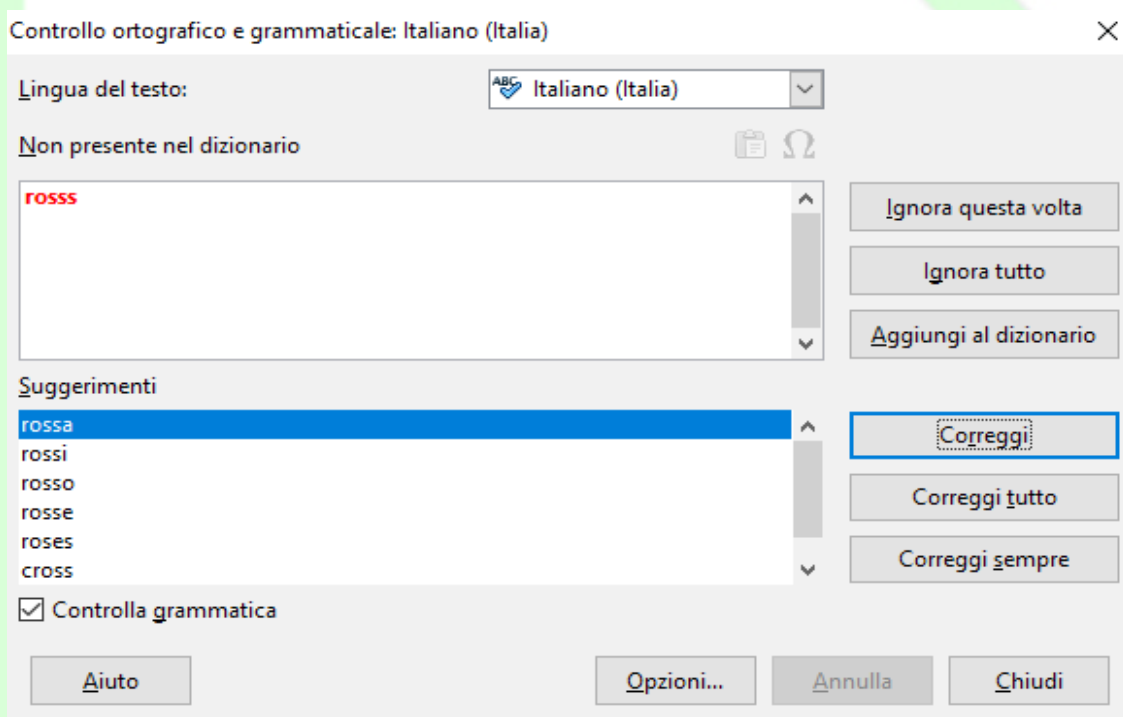 Controllo ortografico e grammaticale: Italiano (Italia)
Lingua del testo:
ABC Italiano (Italia)
Non presente nel dizionario
Ω
rosss
Ignora questa volta
Ignora tutto
Aggiungi al dizionario
Suggerimenti
rossa
rossi
rosso
rosse
roses
cross
Correggi
Correggi tutto
Correggi sempre
Controlla grammatica
Aiuto
Opzioni...
Annulla
Chiudi